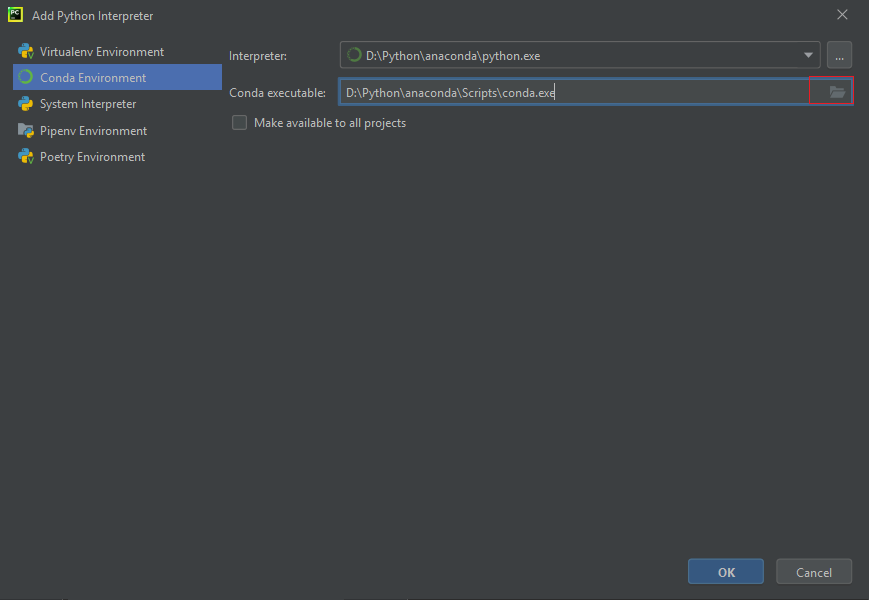 Add Python Interpreter
Virtualenv Environment
Conda Environment
System Interpreter
Pipenv Environment
Poetry Environment
Interpreter:
D:\Python\anaconda\python.exe
...
Conda executable:
D:\Python\anaconda\Scripts\conda.exe
Make available to all projects
OK
Cancel